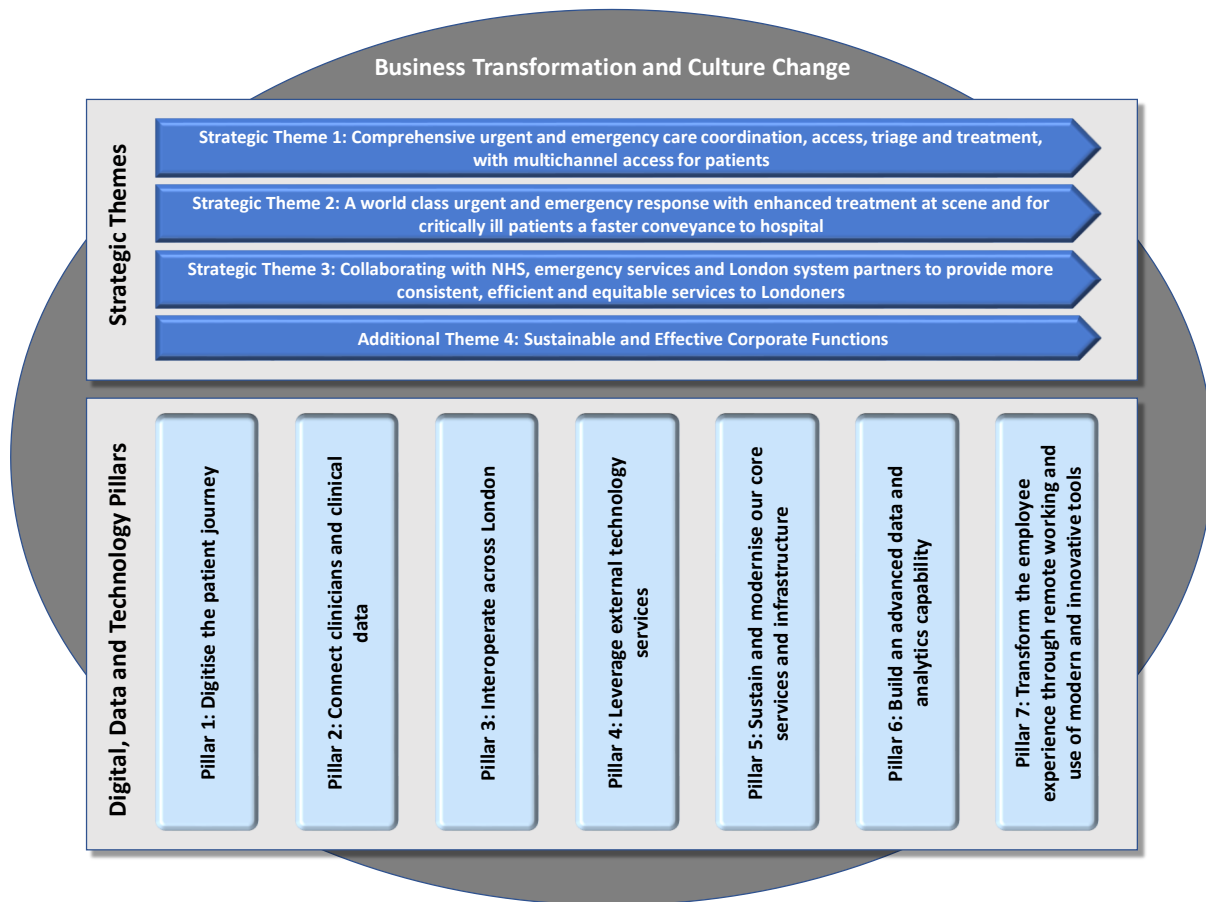 Business Transformation and Culture Change
Strategic Themes
Strategic Theme 1: Comprehensive urgent and emergency care coordination, access, triage and treatment,
with multichannel access for patients
Strategic Theme 2: A world class urgent and emergency response with enhanced treatment at scene and for
critically ill patients a faster conveyance to hospital
Strategic Theme 3: Collaborating with NHS, emergency services and London system partners to provide more
consistent, efficient and equitable services to Londoners
Additional Theme 4: Sustainable and Effective Corporate Functions
Digital, Data and Technology Pillars
Pillar 1: Digitise the patient journey
Pillar 2: Connect clinicians and clinical
data
Pillar 3: Interoperate across London
Pillar 4: Leverage external technology
services
Pillar 5: Sustain and modernise our core
services and infrastructure
Pillar 6: Build an advanced data and
analytics capability
Pillar 7: Transform the employee
experience through remote working and
use of modern and innovative tools